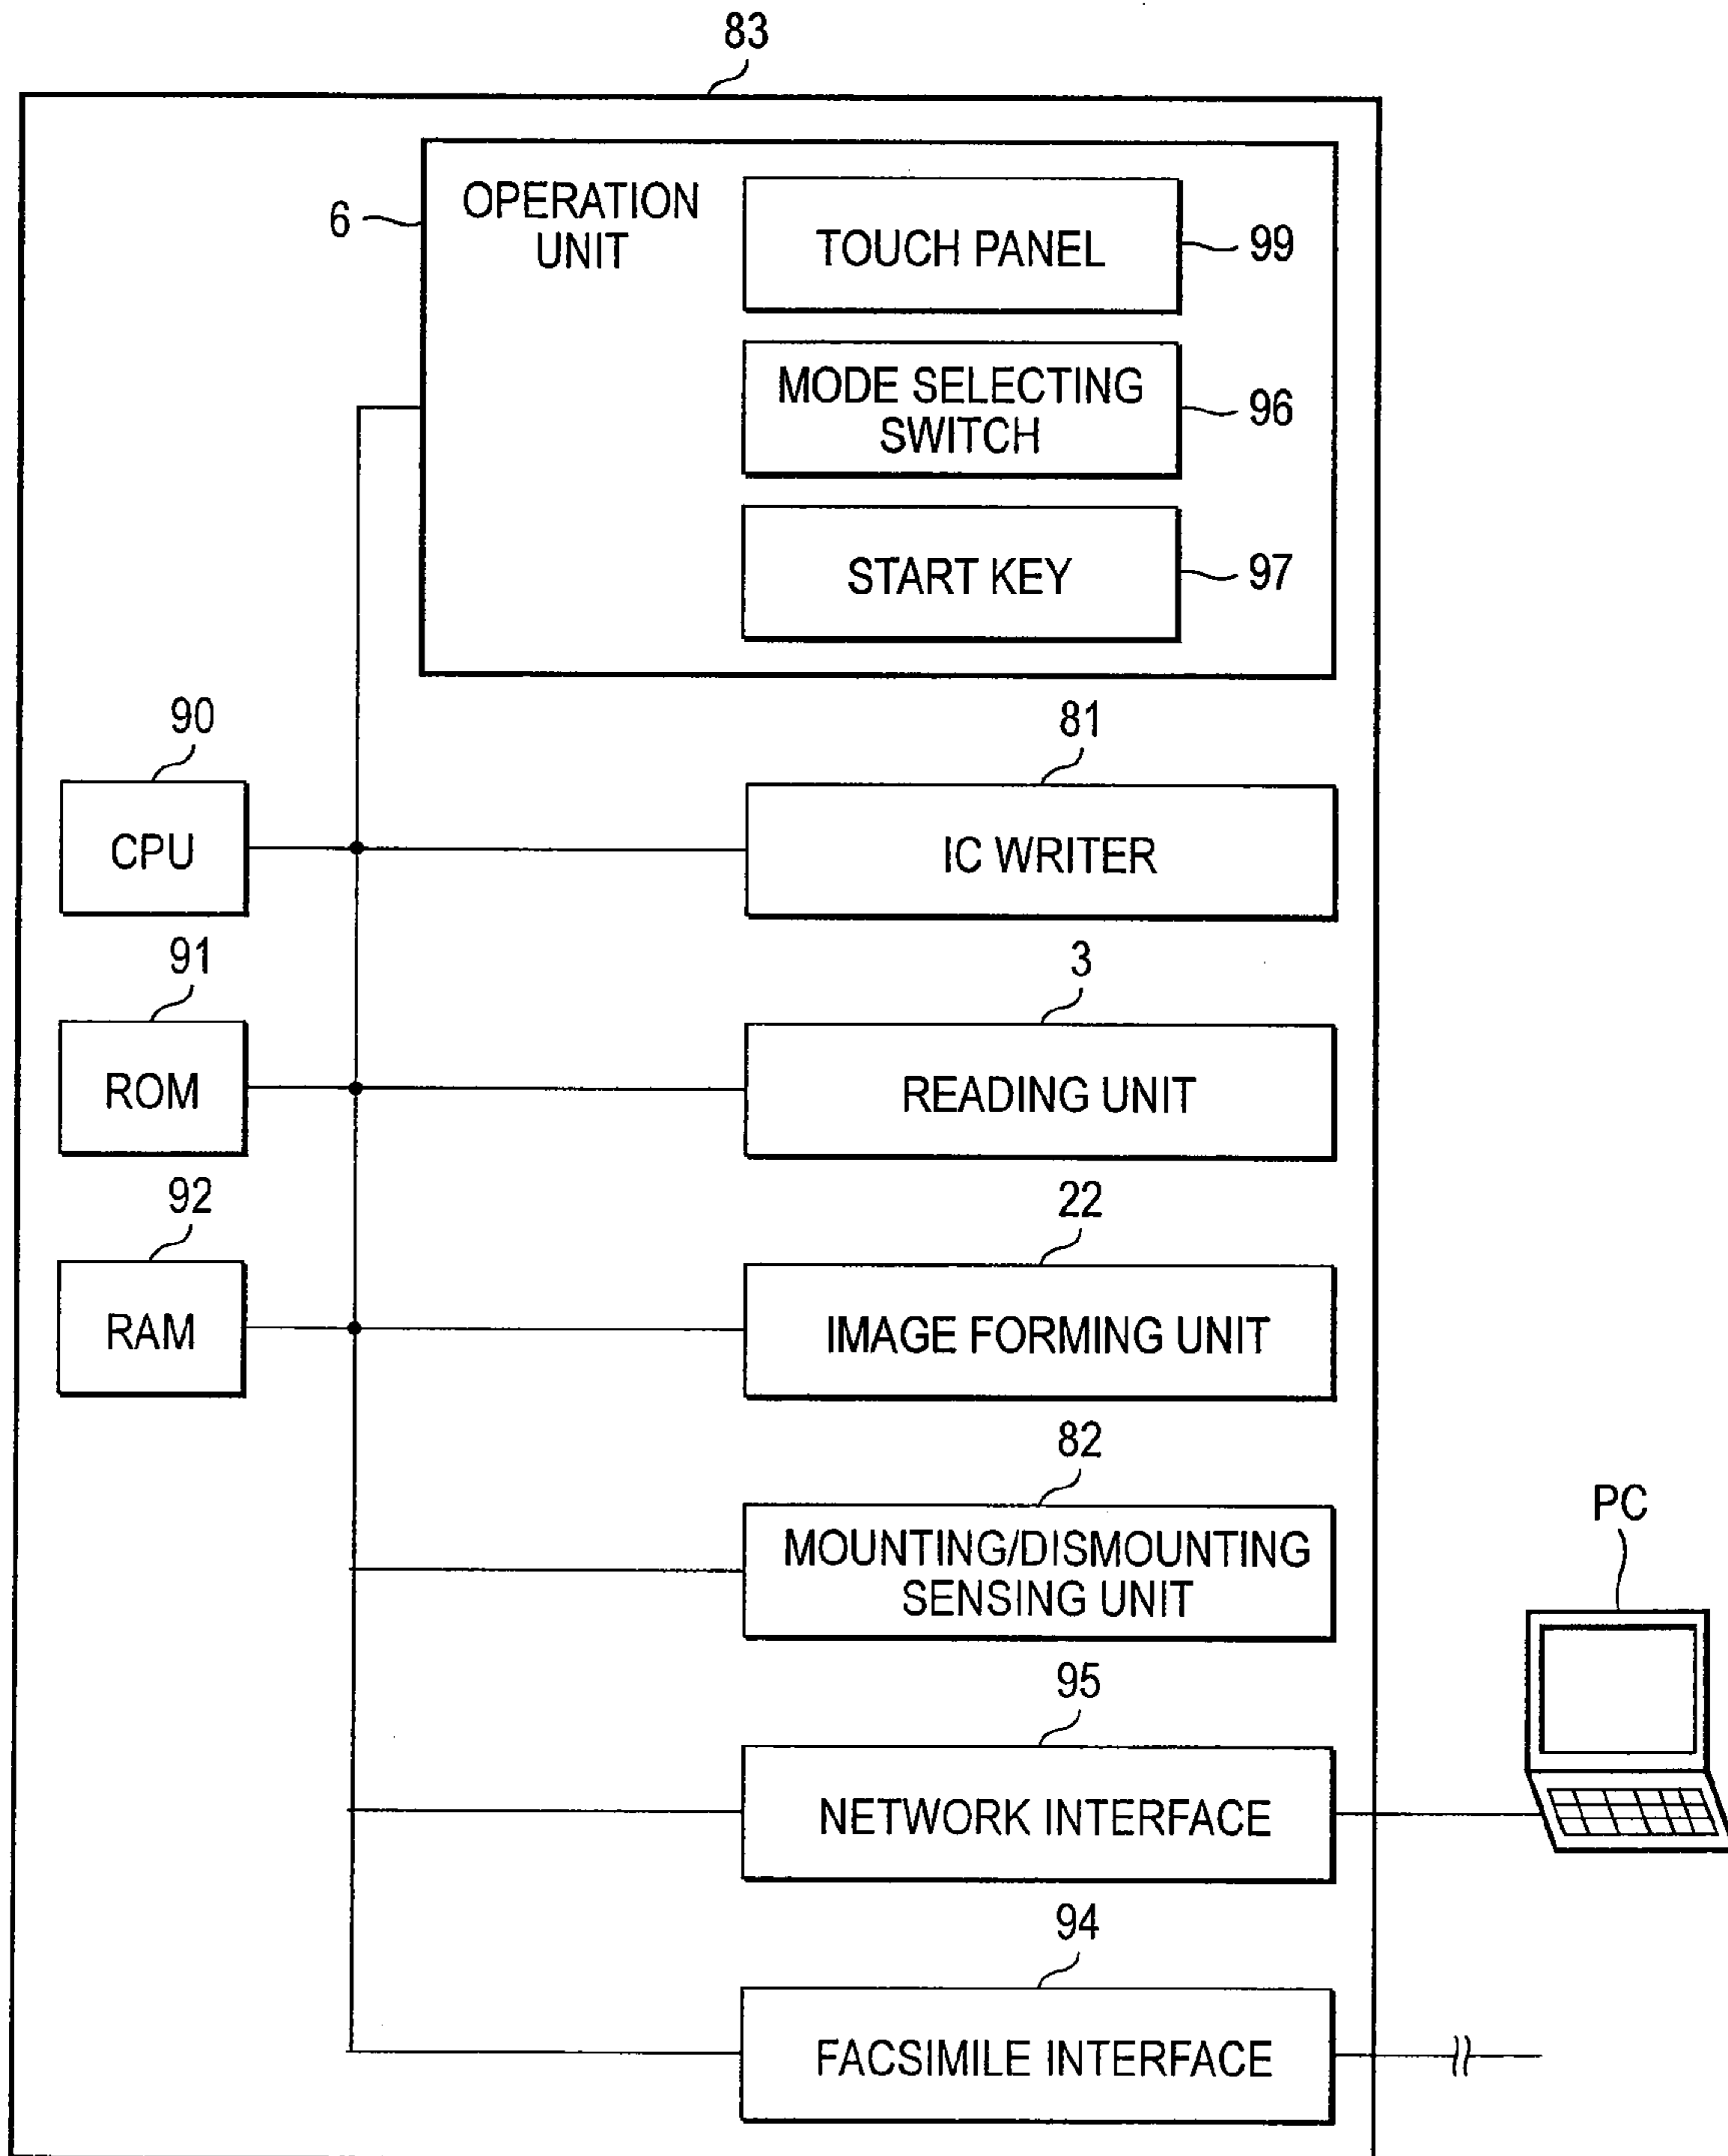 83
6
OPERATION
UNIT
TOUCH PANEL
99
MODE SELECTING
SWITCH
96
START KEY
97
90
CPU
81
IC WRITER
91
ROM
3
READING UNIT
92
RAM
22
IMAGE FORMING UNIT
82
MOUNTING/DISMOUNTING
SENSING UNIT
PC
95
NETWORK INTERFACE
94
FACSIMILE INTERFACE